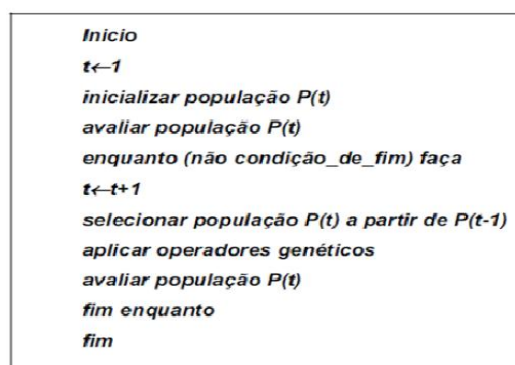 Inicio
t←1
inicializar população P(t)
avaliar população P(t)
enquanto (não condição_de_fim) faça
t←t+1
selecionar população P(t) a partir de P(t-1)
aplicar operadores genéticos
avaliar população P(t)
fim enquanto
fim